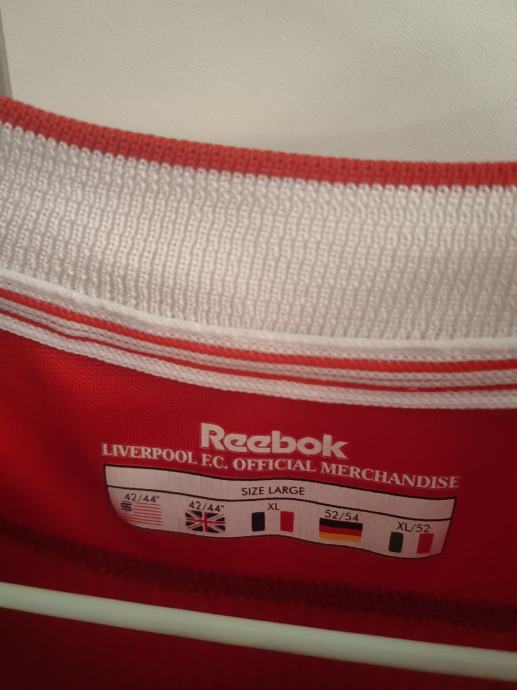 Reebok
LIVERPOOL F.C. OFFICIAL MERCHANDISE
SIZE LARGE
42/44" 42/44" XL 52/54 XL/52